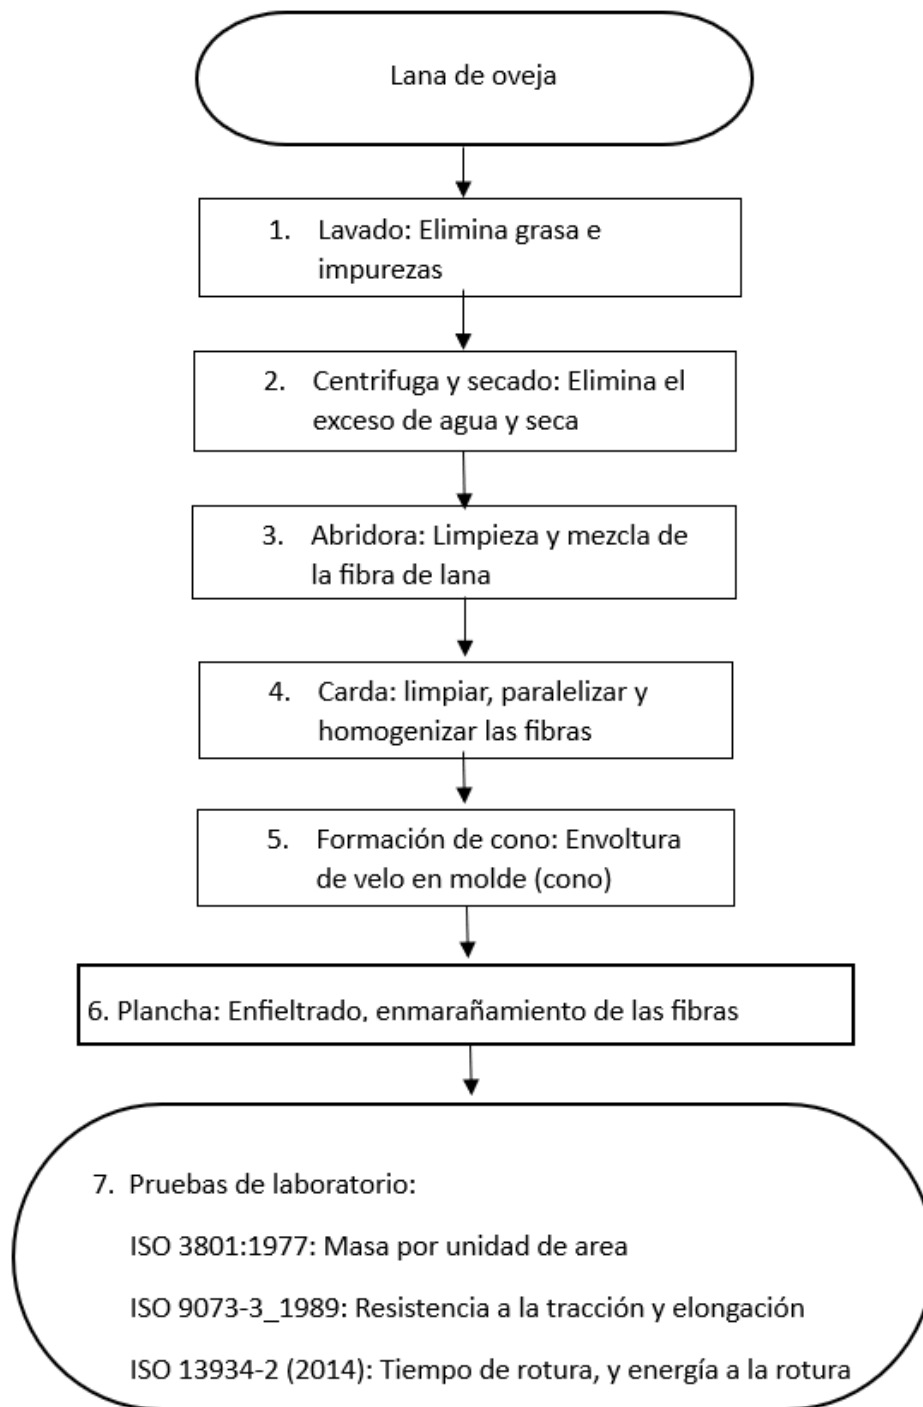 Lana de oveja
1. Lavado: Elimina grasa e
impurezas
2. Centrifuga y secado: Elimina el
exceso de agua y seca
3. Abridora: Limpieza y mezcla de
la fibra de lana
4. Carda: limpiar, paralelizar y
homogenizar las fibras
5. Formación de cono: Envoltura
de velo en molde (cono)
6. Plancha: Enfieltrado, enmarañamiento de las fibras
7. Pruebas de laboratorio:
ISO 3801:1977: Masa por unidad de area
ISO 9073-3_1989: Resistencia a la tracción y elongación
ISO 13934-2 (2014): Tiempo de rotura, y energía a la rotura